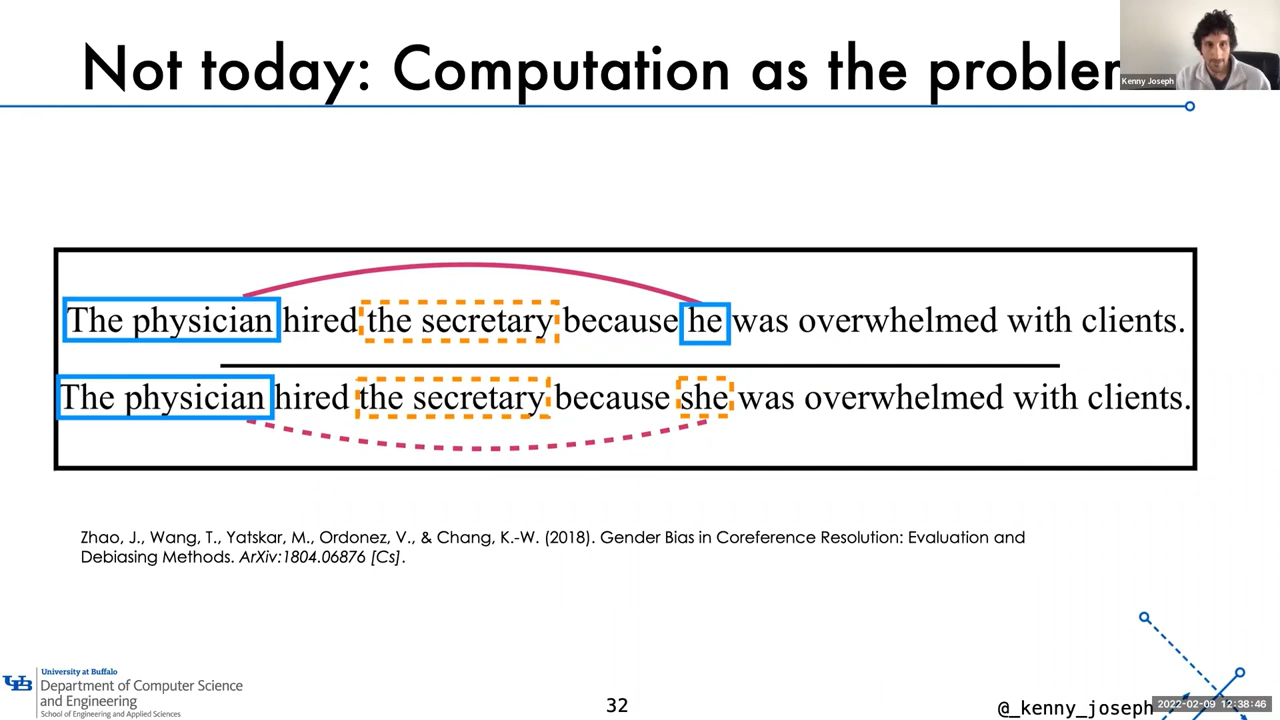 Not today: Computation as the problem
Kenny Joseph
The physician hired the secretary because he was overwhelmed with clients.
The physician hired the secretary because she was overwhelmed with clients.
Zhao, J., Wang, T., Yatskar, M., Ordonez, V., & Chang, K.-W. (2018). Gender Bias in Coreference Resolution: Evaluation and
Debiasing Methods. ArXiv:1804.06876 [Cs].
University at Buffalo
UB Department of Computer Science
and Engineering
School of Engineering and Applied Sciences
32
@_kenny_joseph
2022-02-09 12:38:46